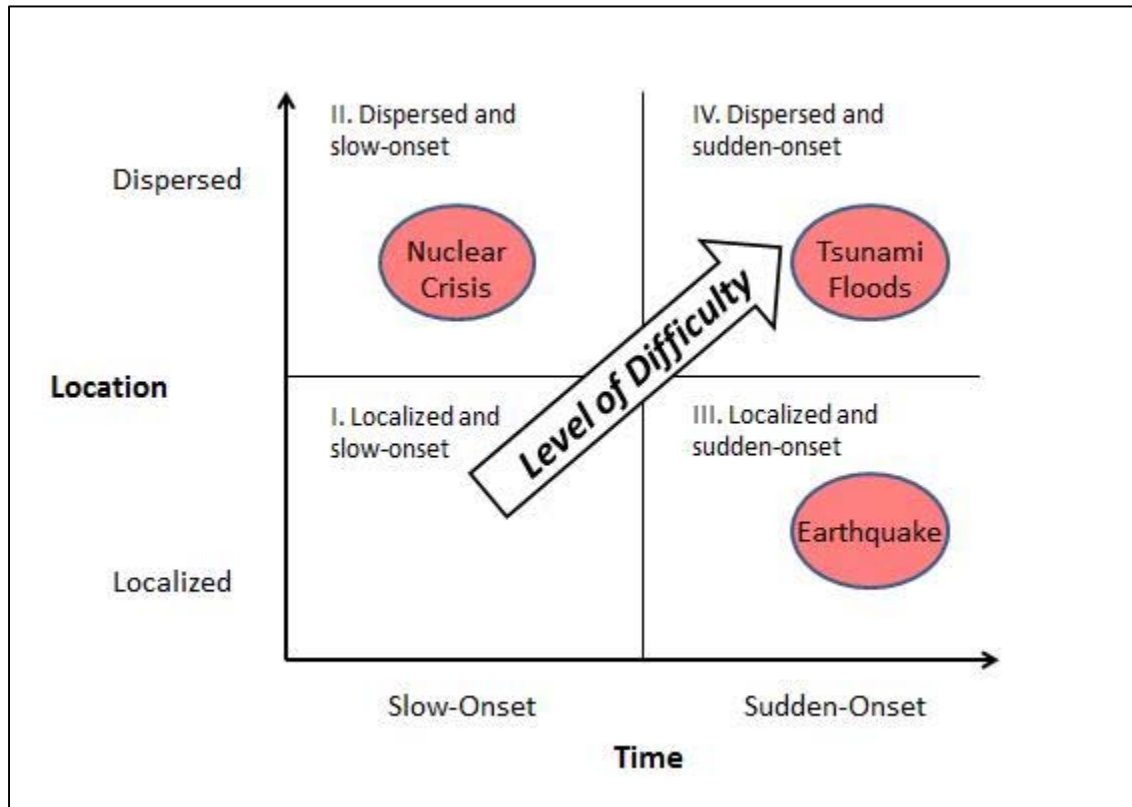 II. Dispersed and
slow-onset
IV. Dispersed and
sudden-onset
Dispersed
Nuclear
Crisis
Tsunami
Floods
Level of Difficulty
Location
I. Localized and
slow-onset
III. Localized and
sudden-onset
Earthquake
Localized
Slow-Onset
Sudden-Onset
Time